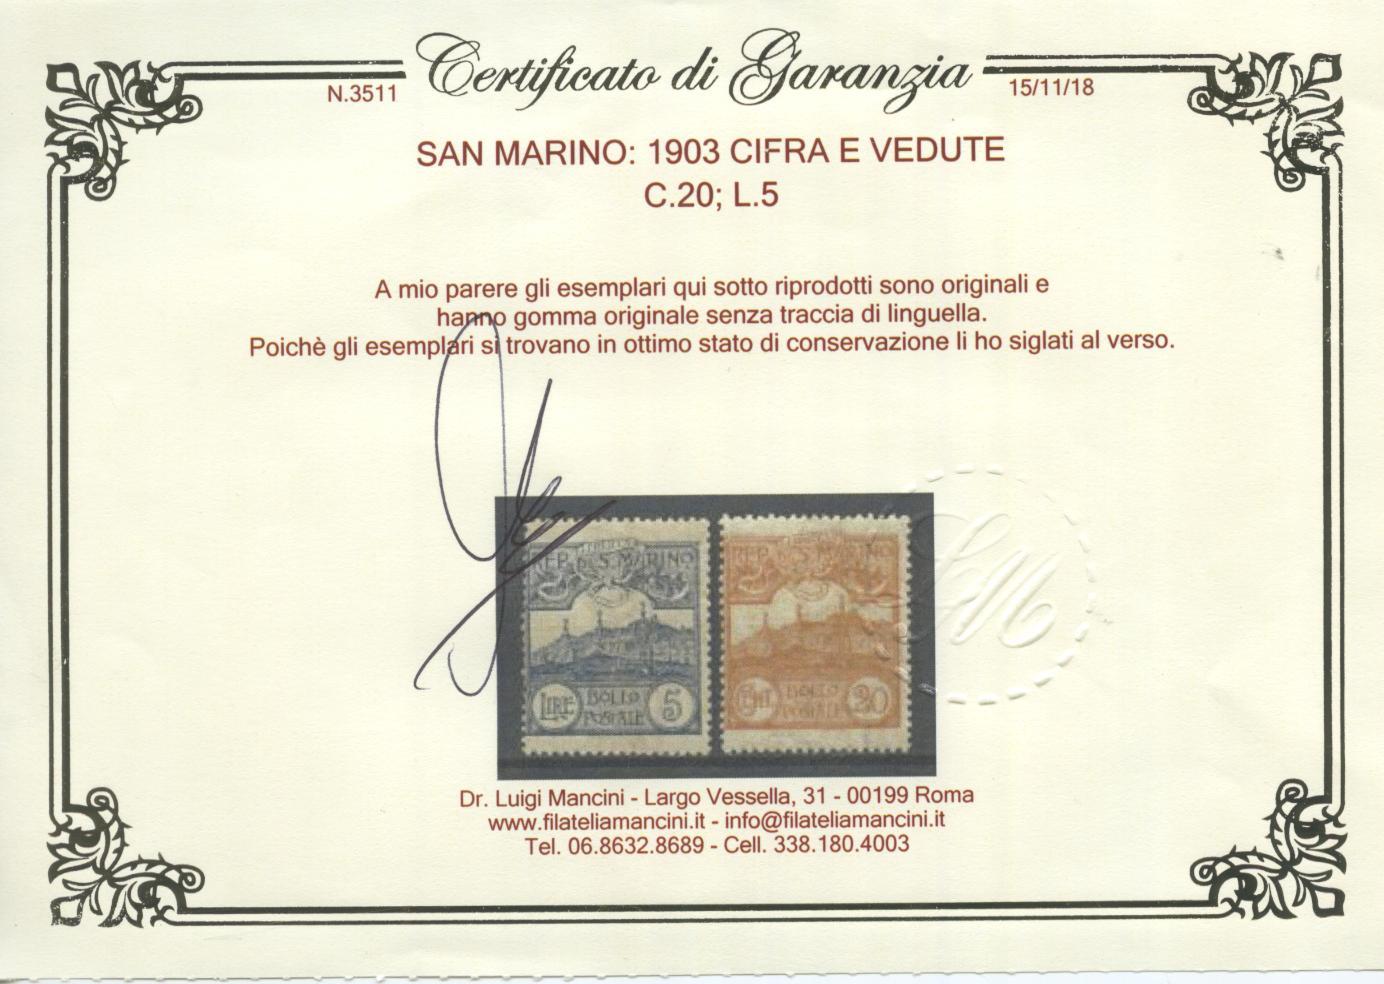 Certificato di Garanzia
N.3511
15/11/18
SAN MARINO: 1903 CIFRA E VEDUTE
C.20; L.5
A mio parere gli esemplari qui sotto riprodotti sono originali e
hanno gomma originale senza traccia di linguella.
Poichè gli esemplari si trovano in ottimo stato di conservazione li ho siglati al verso.
REP. DI S. MARINO
LIRE BOLLO POSTALE 5
REP. DI S. MARINO
BOLLO POSTALE 20
Dr. Luigi Mancini - Largo Vessella, 31 - 00199 Roma
www.filateliamancini.it - info@filateliamancini.it
Tel. 06.8632.8689 - Cell. 338.180.4003